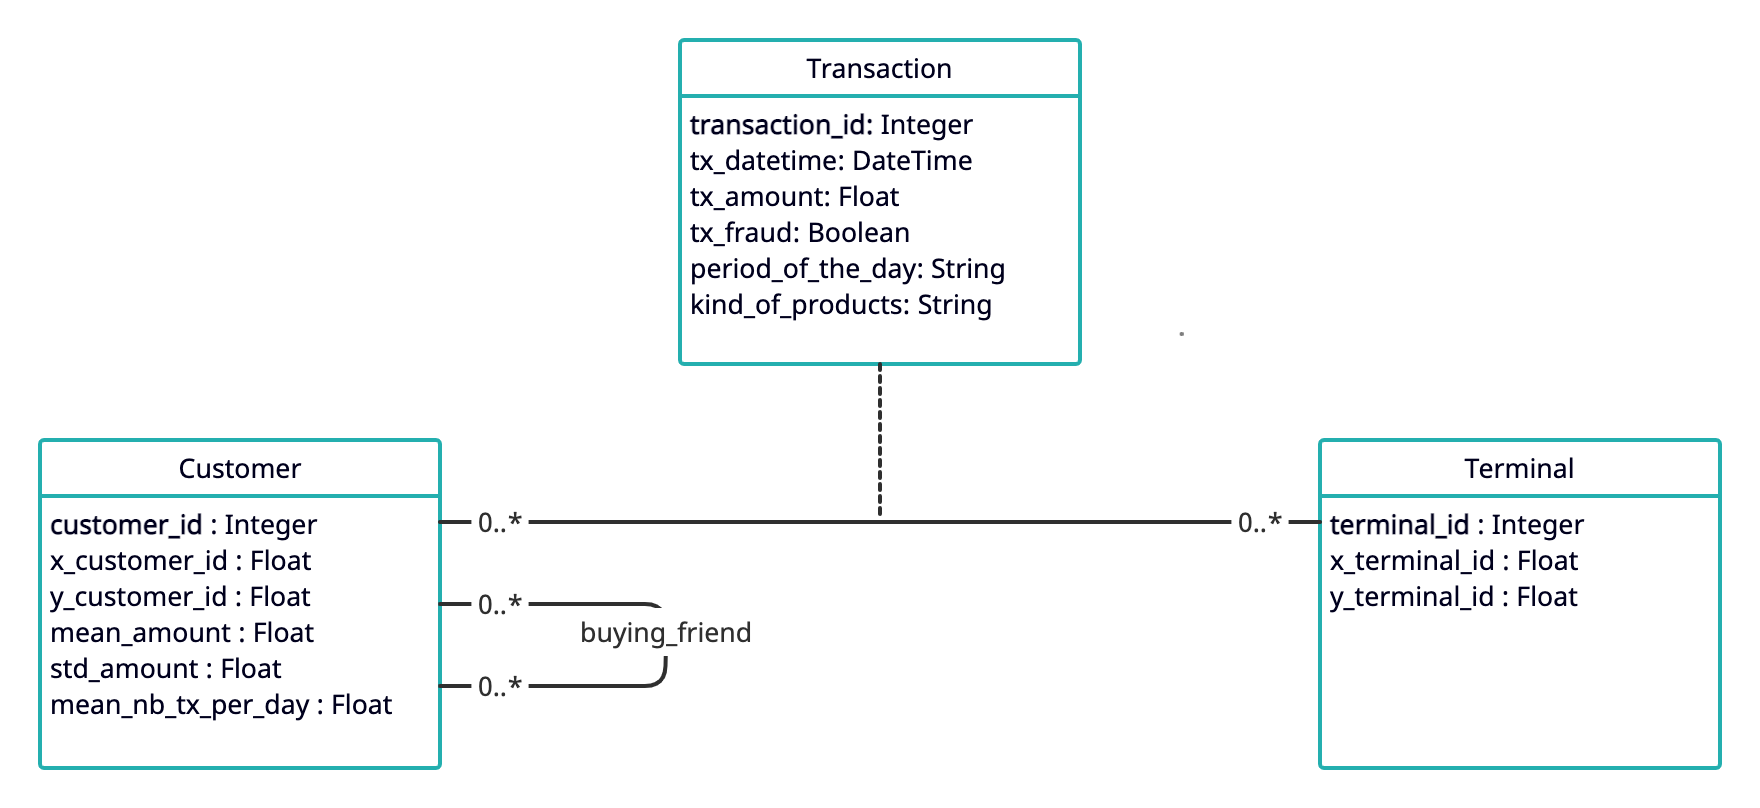 Transaction
transaction_id: Integer
tx_datetime: DateTime
tx_amount: Float
tx_fraud: Boolean
period_of_the_day: String
kind_of_products: String
Customer
customer_id : Integer
x_customer_id : Float
y_customer_id : Float
mean_amount : Float
std_amount : Float
mean_nb_tx_per_day : Float
0..*
0..*
buying_friend
0..*
0..*
Terminal
terminal_id : Integer
x_terminal_id : Float
y_terminal_id : Float